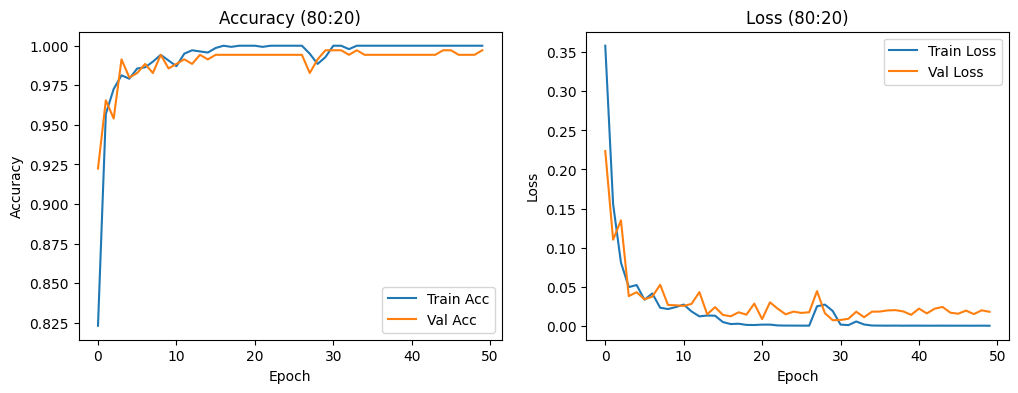 Accuracy (80:20)
1.000
0.975
0.950
0.925
0.900
0.875
0.850
0.825
Accuracy
0
10
20
30
40
50
Epoch
Train Acc
Val Acc
Loss (80:20)
0.35
0.30
0.25
0.20
0.15
0.10
0.05
0.00
Loss
0
10
20
30
40
50
Epoch
Train Loss
Val Loss